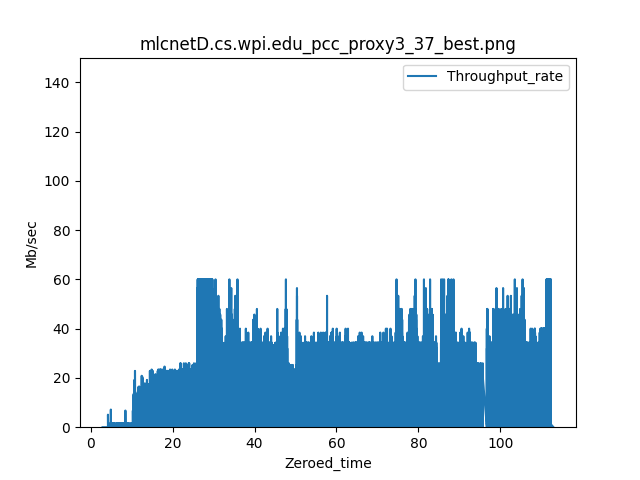 mlcnetD.cs.wpi.edu_pcc_proxy3_37_best.png
Throughput_rate
140
120
100
80
60
40
20
0
Mb/sec
0 20 40 60 80 100
Zeroed_time